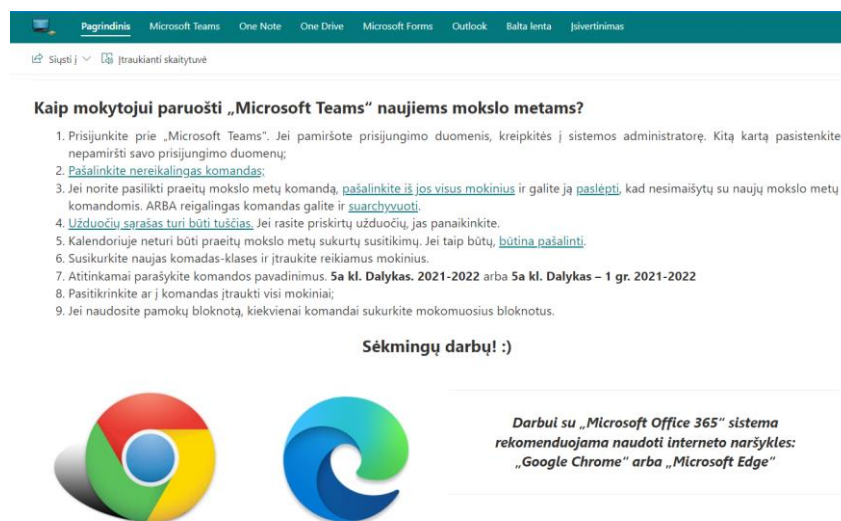 Pagrindinis Microsoft Teams One Note One Drive Microsoft Forms Outlook Balta lenta Įsivertinimas
Siųsti į Įtraukianti skaitytuvė
Kaip mokytojui paruošti „Microsoft Teams“ naujiems mokslo metams?
1. Prisijunkite prie „Microsoft Teams“. Jei pamiršote prisijungimo duomenis, kreipkitės į sistemos administratorę. Kitą kartą pasistenkite
nepamiršti savo prisijungimo duomenų;
2. Pašalinkite nereikalingas komandas;
3. Jei norite pasilikti praeitų mokslo metų komandą, pašalinkite iš jos visus mokinius ir galite ją paslėpti, kad nesimaišytų su naujų mokslo metų
komandomis. ARBA reigalingas komandas galite ir suarchyvuoti.
4. Užduočių sąrašas turi būti tuščias. Jei rasite priskirtų užduočių, jas panaikinkite.
5. Kalendoriuje neturi būti praeitų mokslo metų sukurtų susitikimų. Jei taip būtų, būtina pašalinti.
6. Susikurkite naujas komadas-klases ir įtraukite reikiamus mokinius.
7. Atitinkamai parašykite komandos pavadinimus. 5a kl. Dalykas. 2021-2022 arba 5a kl. Dalykas – 1 gr. 2021-2022
8. Pasitikrinkite ar į komandas įtraukti visi mokiniai;
9. Jei naudosite pamokų bloknotą, kiekvienai komandai sukurkite mokomuosius bloknotus.
Sėkmingų darbų! :)
Darbui su „Microsoft Office 365“ sistema
rekomenduojama naudoti interneto naršykles:
„Google Chrome“ arba „Microsoft Edge“